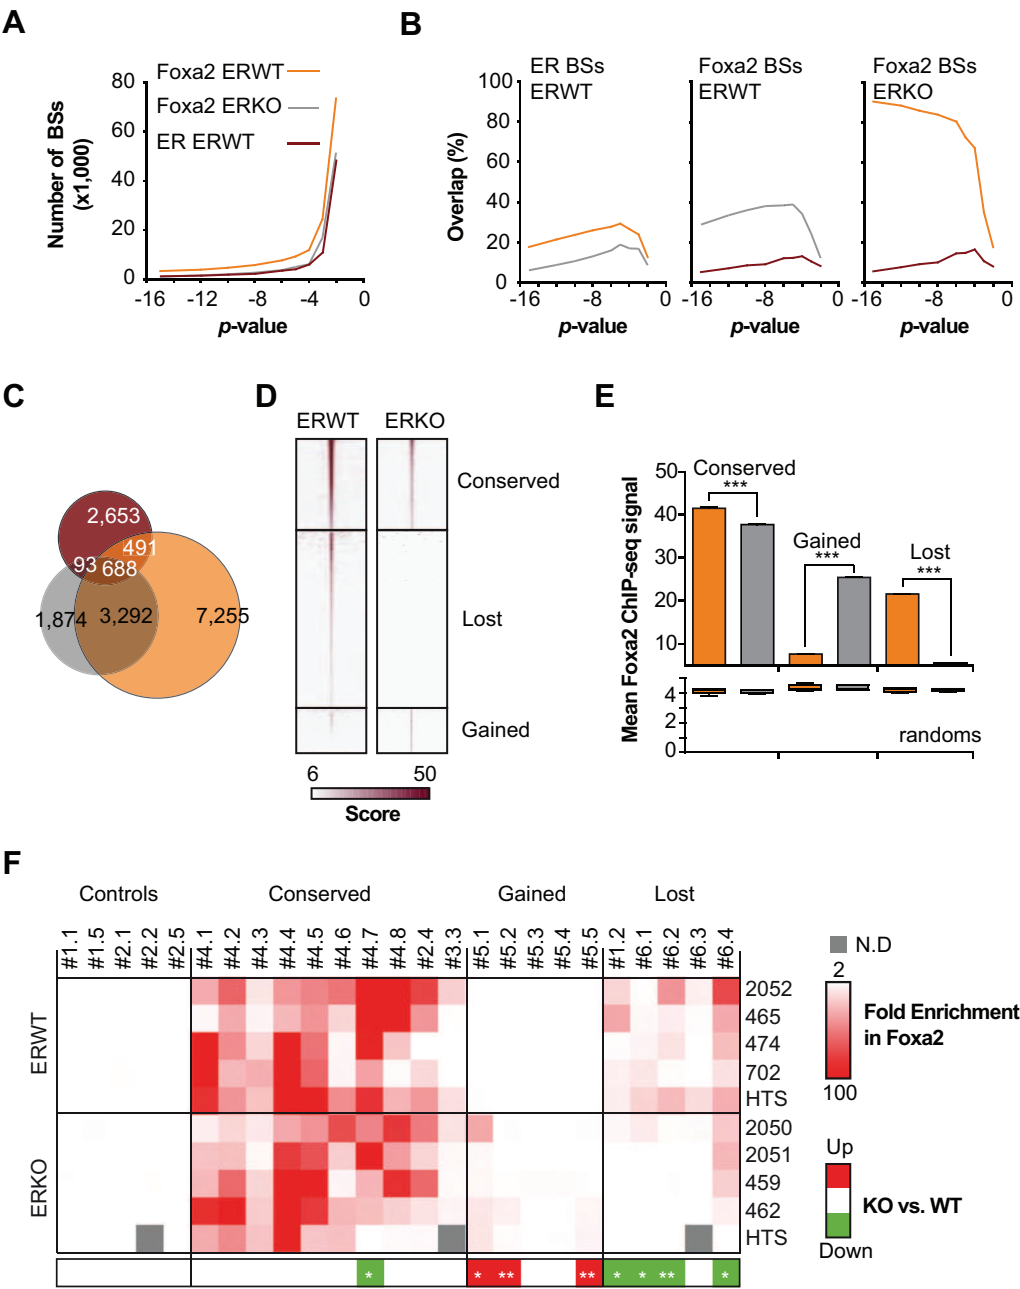 A
Foxa2 ERWT
Foxa2 ERKO
ER ERWT
Number of BSs
(x1,000)
80
60
40
20
0
-16
-12
-8
-4
0
p-value
B
ER BSs
ERWT
Foxa2 BSs
ERWT
Foxa2 BSs
ERKO
Overlap (%)
100
80
60
40
20
0
-16
-8
0
-16
-8
0
-16
-8
0
p-value
p-value
p-value
C
2,653
491
93
688
1,874
3,292
7,255
D
ERWT
ERKO
Conserved
Lost
Gained
6
50
Score
E
Mean Foxa2 ChIP-seq signal
50
40
30
20
10
4
2
0
Conserved
***
Gained
***
Lost
***
randoms
F
Controls
Conserved
Gained
Lost
#1.1
#1.5
#2.1
#2.2
#2.5
#4.1
#4.2
#4.3
#4.4
#4.5
#4.6
#4.7
#4.8
#2.4
#3.3
#5.1
#5.2
#5.3
#5.4
#5.5
#1.2
#6.1
#6.2
#6.3
#6.4
ERWT
2052
465
474
702
HTS
ERKO
2050
2051
459
462
HTS
* * ** ** * * ** *
N.D
2
Fold Enrichment
in Foxa2
100
Up
KO vs. WT
Down